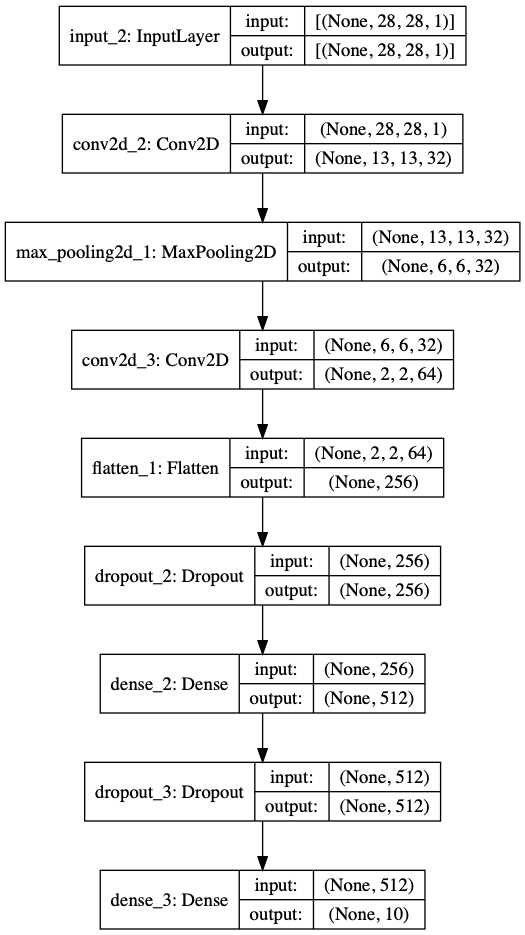 input_2: InputLayer
input:
[(None, 28, 28, 1)]
output:
[(None, 28, 28, 1)]
conv2d_2: Conv2D
input:
(None, 28, 28, 1)
output:
(None, 13, 13, 32)
max_pooling2d_1: MaxPooling2D
input:
(None, 13, 13, 32)
output:
(None, 6, 6, 32)
conv2d_3: Conv2D
input:
(None, 6, 6, 32)
output:
(None, 2, 2, 64)
flatten_1: Flatten
input:
(None, 2, 2, 64)
output:
(None, 256)
dropout_2: Dropout
input:
(None, 256)
output:
(None, 256)
dense_2: Dense
input:
(None, 256)
output:
(None, 512)
dropout_3: Dropout
input:
(None, 512)
output:
(None, 512)
dense_3: Dense
input:
(None, 512)
output:
(None, 10)